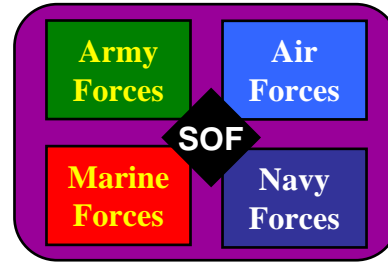 Army
Forces
Air
Forces
SOF
Marine
Forces
Navy
Forces